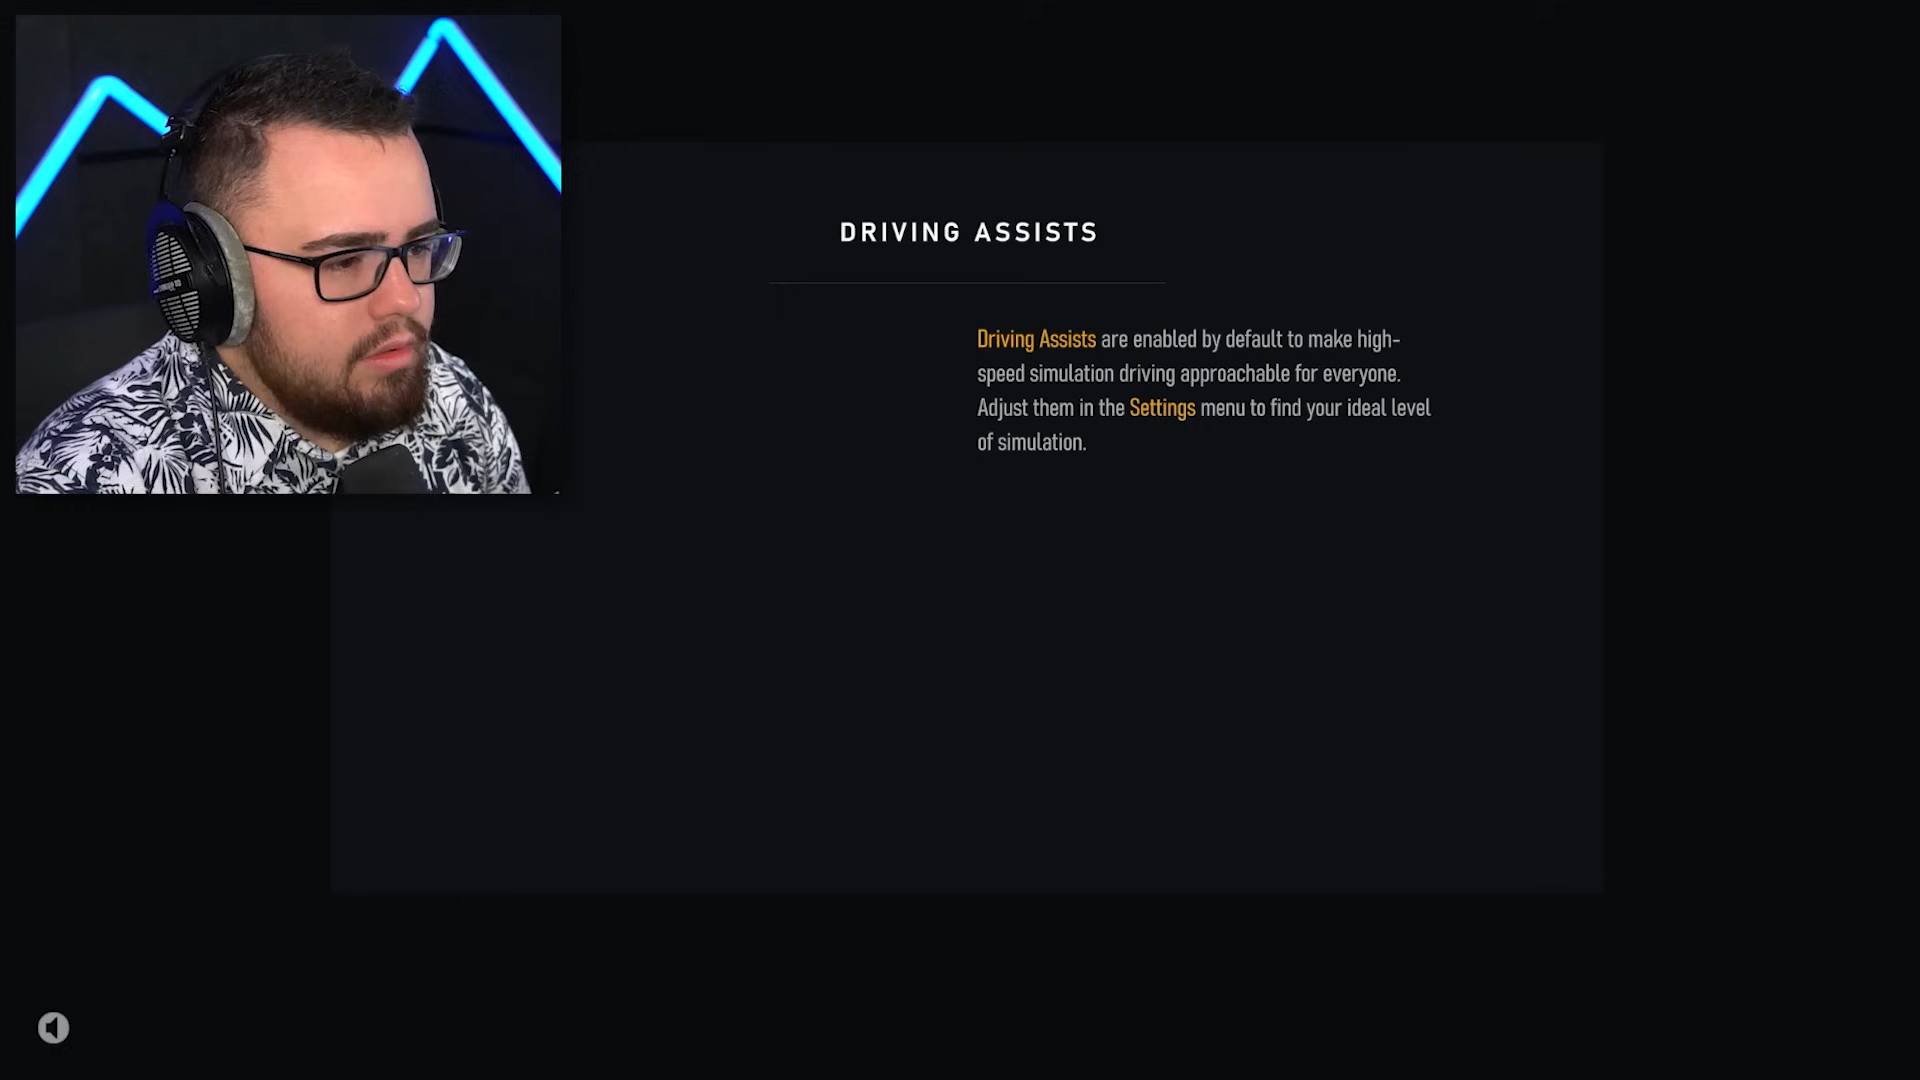 DRIVING ASSISTS
Driving Assists are enabled by default to make high-
speed simulation driving approachable for everyone.
Adjust them in the Settings menu to find your ideal level
of simulation.